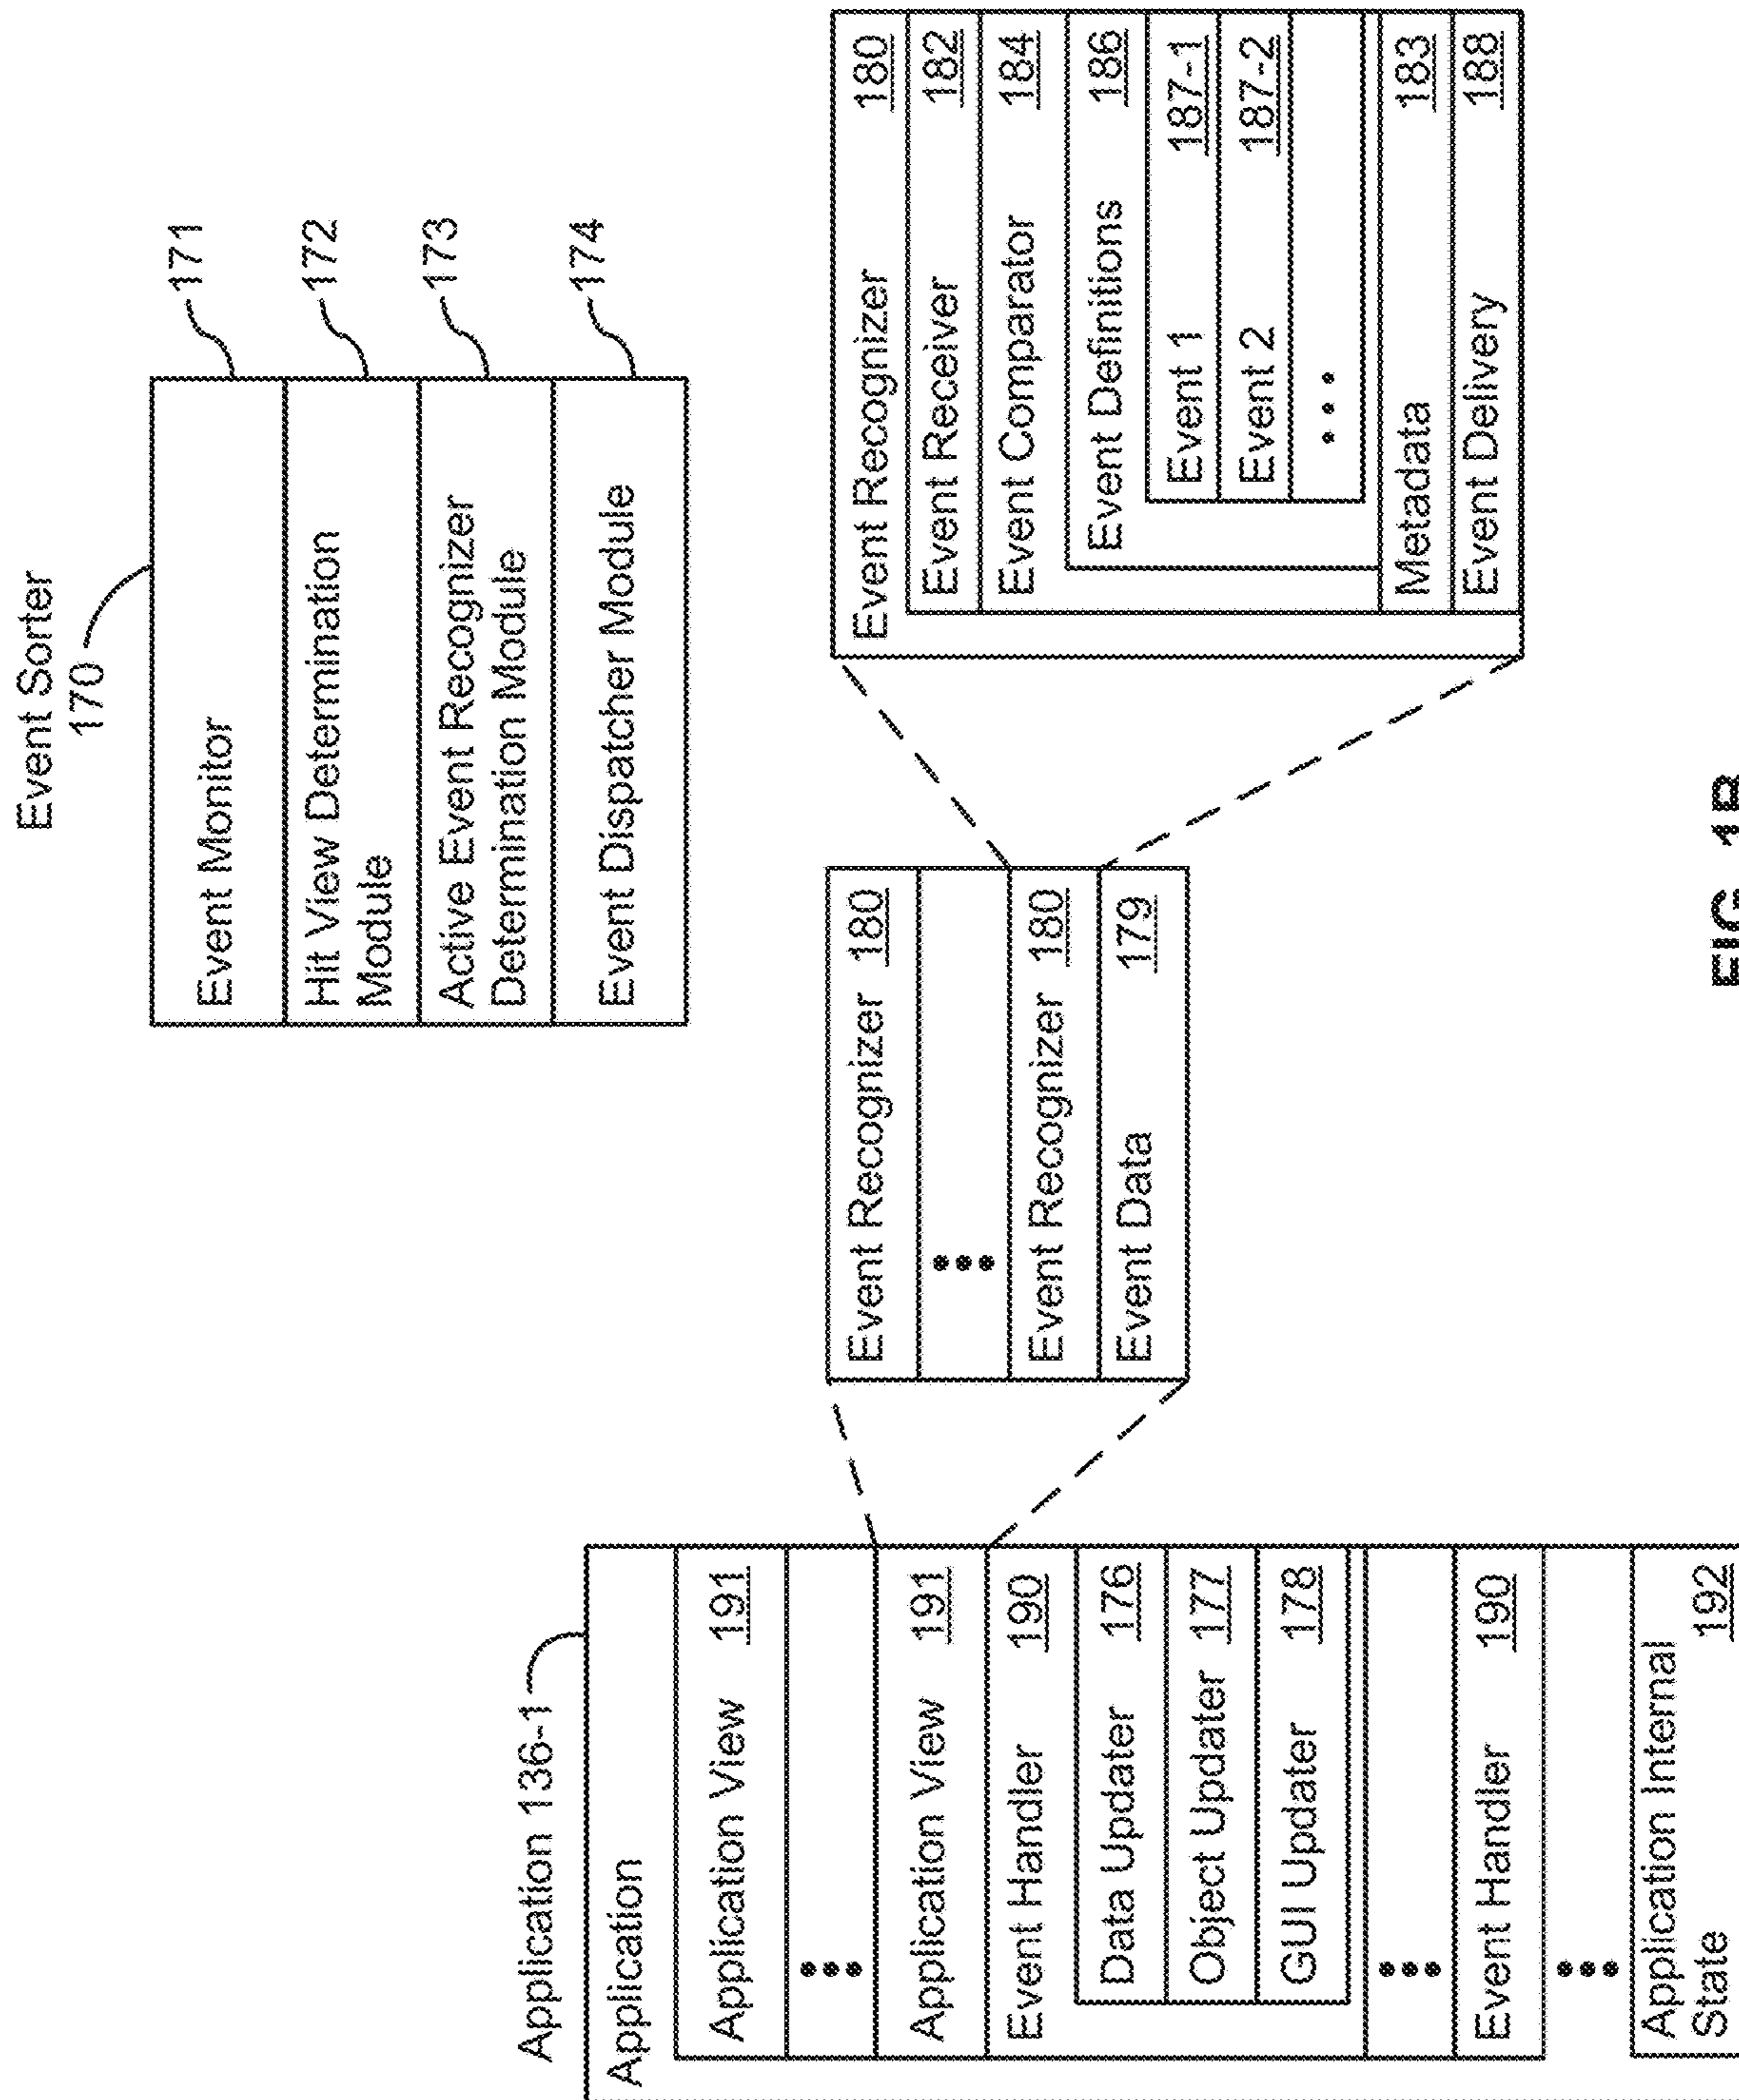 Event Sorter
170
Event Monitor
171
Hit View Determination
Module
172
Active Event Recognizer
Determination Module
173
Event Dispatcher Module
174
Application 136-1
Application
Application View 191
Application View 191
Event Handler 190
Data Updater 176
Object Updater 177
GUI Updater 178
Event Handler 190
Application Internal
State 192
Event Recognizer 180
Event Recognizer 180
Event Data 179
Event Recognizer 180
Event Receiver 182
Event Comparator 184
Event Definitions 186
Event 1 187-1
Event 2 187-2
Metadata 183
Event Delivery 188